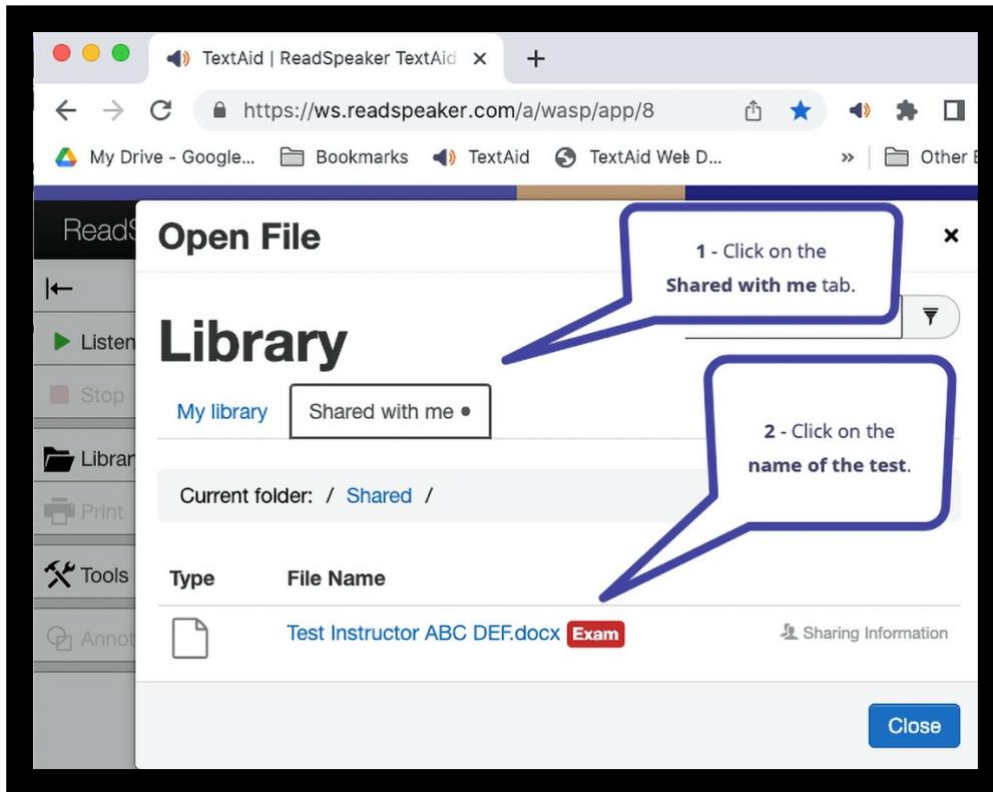 TextAid | ReadSpeaker TextAid
https://ws.readspeaker.com/a/wasp/app/8
My Drive - Google... Bookmarks TextAid TextAid Web D... » Other
ReadS
Open File
1 - Click on the
Shared with me tab.
Listen
Library
Stop
My library Shared with me
2 - Click on the
name of the test.
Librar
Current folder: / Shared /
Print
Tools
Type File Name
Annot
Test Instructor ABC DEF.docx Exam Sharing Information
Close